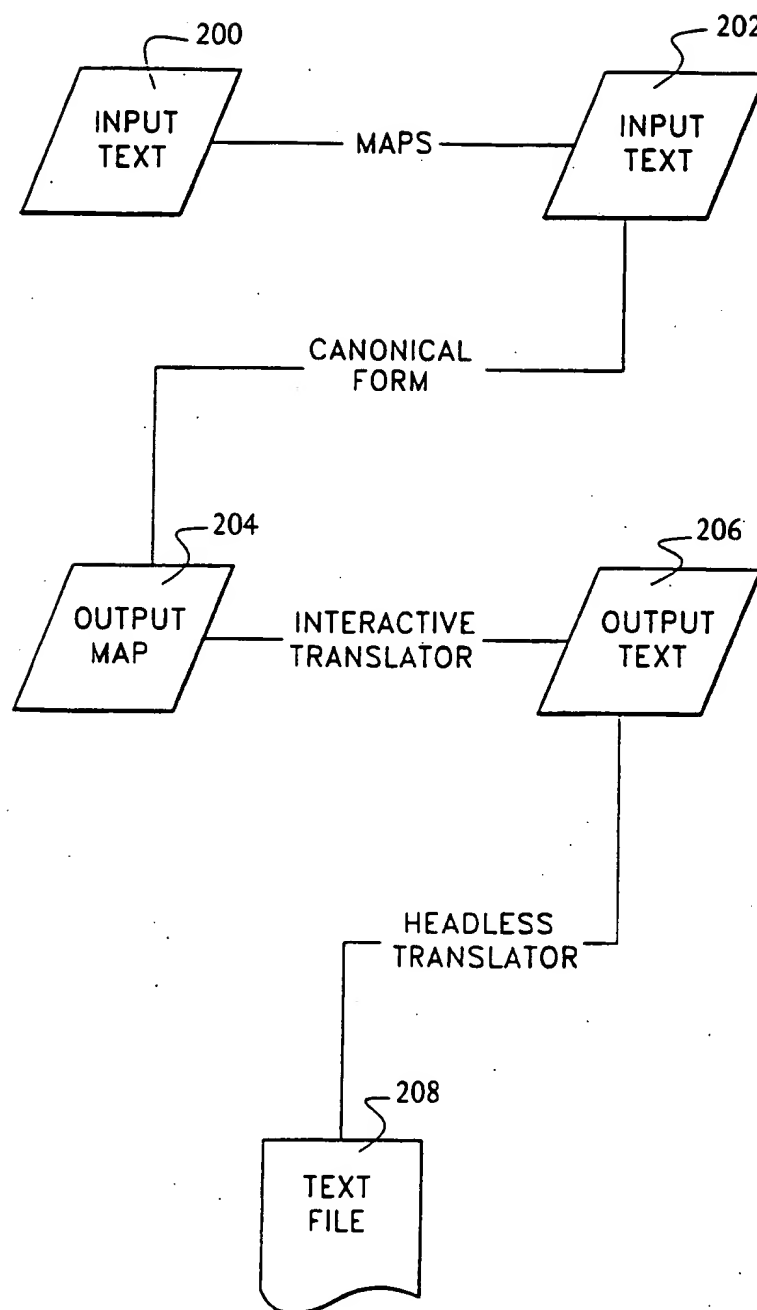 200
202
INPUT
TEXT
MAPS
INPUT
TEXT
CANONICAL
FORM
204
206
OUTPUT
MAP
INTERACTIVE
TRANSLATOR
OUTPUT
TEXT
HEADLESS
TRANSLATOR
208
TEXT
FILE